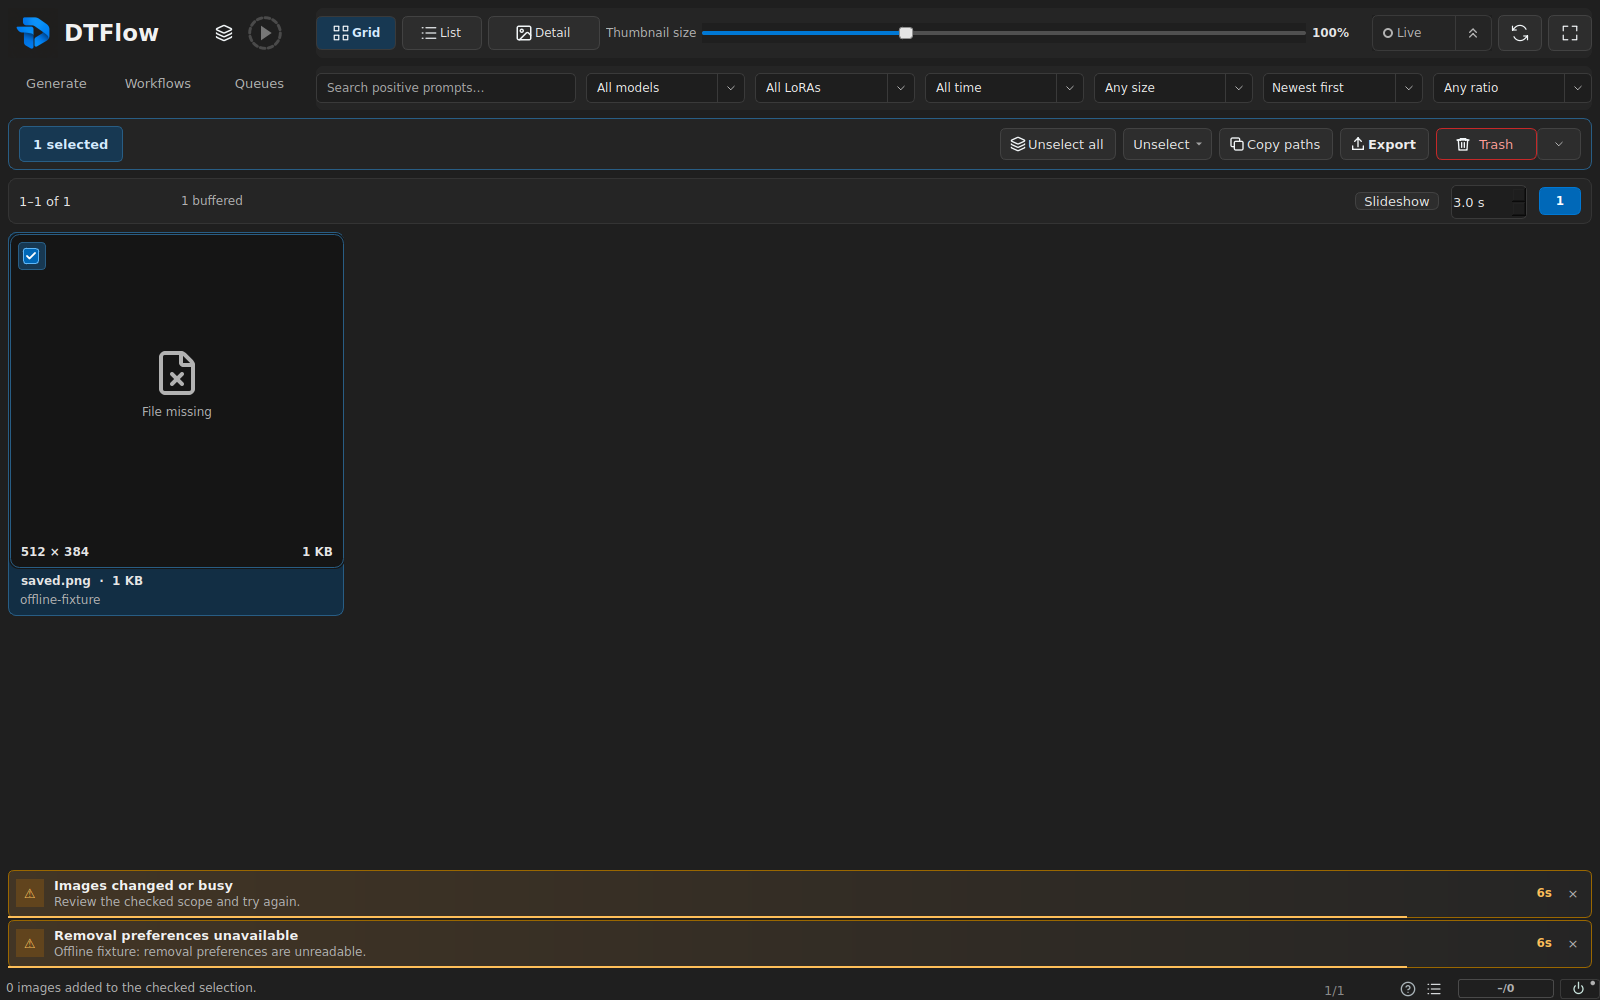 DTFlow
Grid
List
Detail
Thumbnail size
100%
Live
Generate
Workflows
Queues
Search positive prompts...
All models
All LoRAs
All time
Any size
Newest first
Any ratio
1 selected
Unselect all
Unselect
Copy paths
Export
Trash
1–1 of 1
1 buffered
Slideshow
3.0 s
1
File missing
512 × 384
1 KB
saved.png · 1 KB
offline-fixture
Images changed or busy
Review the checked scope and try again.
6s
Removal preferences unavailable
Offline fixture: removal preferences are unreadable.
6s
0 images added to the checked selection.
1/1
–/0